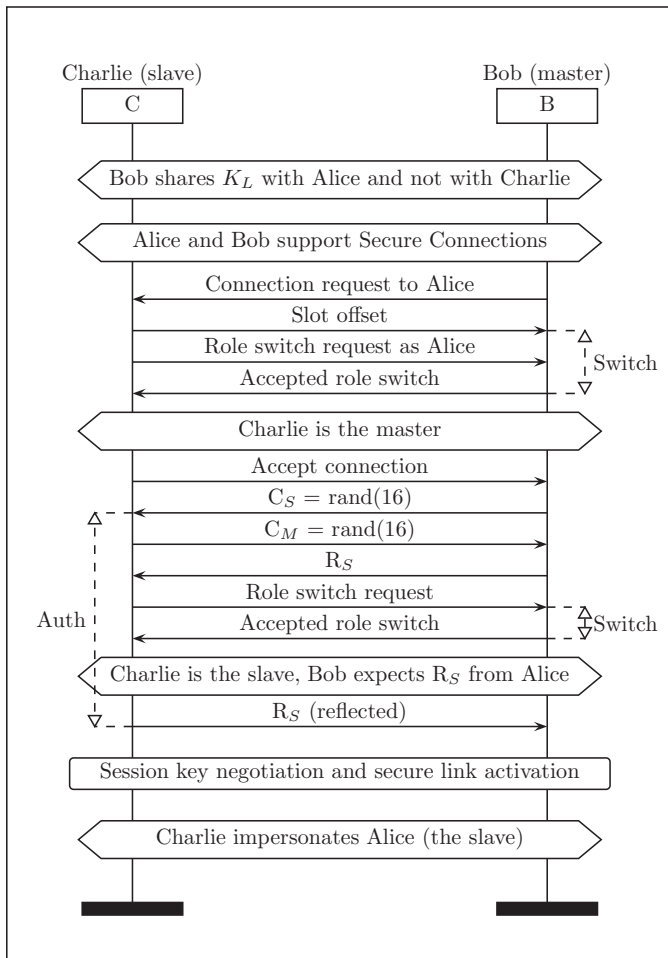 Charlie (slave)
Bob (master)
C
B
Bob shares K_L with Alice and not with Charlie
Alice and Bob support Secure Connections
Connection request to Alice
Slot offset
Role switch request as Alice
Switch
Accepted role switch
Charlie is the master
Accept connection
C_S = rand(16)
C_M = rand(16)
R_S
Role switch request
Auth
Accepted role switch
Switch
Charlie is the slave, Bob expects R_S from Alice
R_S (reflected)
Session key negotiation and secure link activation
Charlie impersonates Alice (the slave)